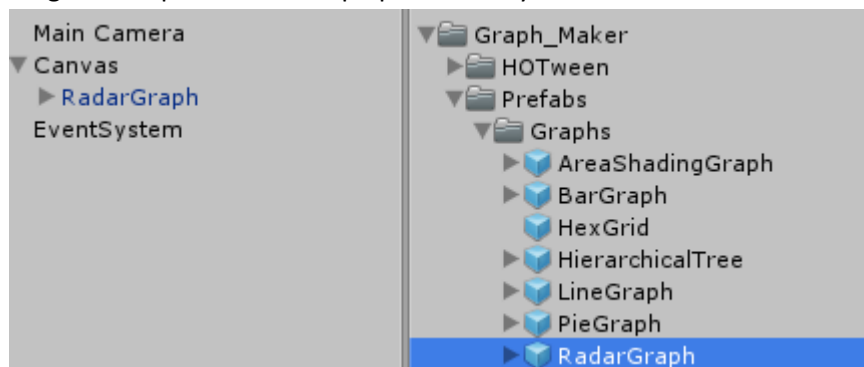 Main Camera
Canvas
RadarGraph
EventSystem
Graph_Maker
HOTween
Prefabs
Graphs
AreaShadingGraph
BarGraph
HexGrid
HierarchicalTree
LineGraph
PieGraph
RadarGraph